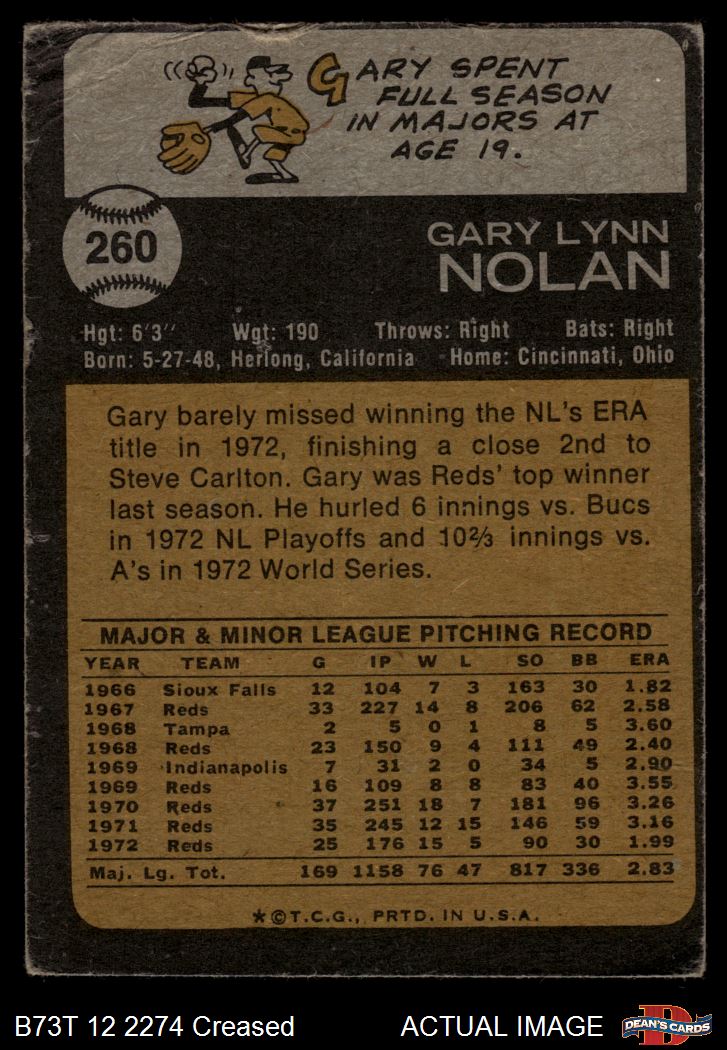 GARY SPENT
FULL SEASON
IN MAJORS AT
AGE 19.
260
GARY LYNN
NOLAN
Hgt: 6'3" Wgt: 190 Throws: Right Bats: Right
Born: 5-27-48, Herlong, California Home: Cincinnati, Ohio
Gary barely missed winning the NL's ERA
title in 1972, finishing a close 2nd to
Steve Carlton. Gary was Reds' top winner
last season. He hurled 6 innings vs. Bucs
in 1972 NL Playoffs and 10⅔ innings vs.
A's in 1972 World Series.
MAJOR & MINOR LEAGUE PITCHING RECORD
YEAR TEAM G IP W L SO BB ERA
1966 Sioux Falls 12 104 7 3 163 30 1.82
1967 Reds 33 227 14 8 206 62 2.58
1968 Tampa 2 5 0 1 8 5 3.60
1968 Reds 23 150 9 4 111 49 2.40
1969 Indianapolis 7 31 2 0 34 5 2.90
1969 Reds 16 109 8 8 83 40 3.55
1970 Reds 37 251 18 7 181 96 3.26
1971 Reds 35 245 12 15 146 59 3.16
1972 Reds 25 176 15 5 90 30 1.99
Maj. Lg. Tot. 169 1158 76 47 817 336 2.83
★©T.C.G., PRTD. IN U.S.A.
B73T 12 2274 Creased ACTUAL IMAGE D DEAN'S CARDS